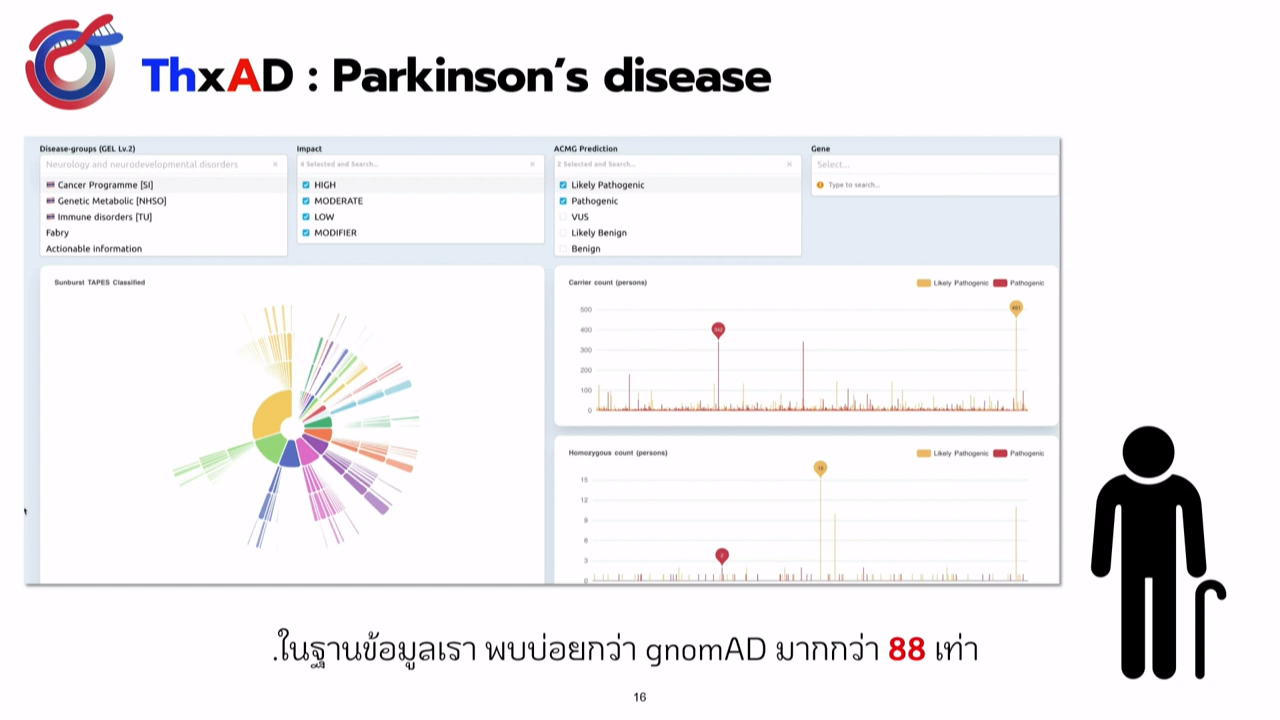 ThxAD : Parkinson's disease
Disease-groups (GEL Lv.2)
Neurology and neurodevelopmental disorders ×
Cancer Programme [SI]
Genetic Metabolic [NHSO]
Immune disorders [TU]
Fabry
Actionable information
Impact
4 Selected and Search... ×
HIGH
MODERATE
LOW
MODIFIER
ACMG Prediction
2 Selected and Search... ×
Likely Pathogenic
Pathogenic
VUS
Likely Benign
Benign
Gene
Select...
Type to search...
Sunburst TAPES Classified
Carrier count (persons)
Likely Pathogenic Pathogenic
500
400
300
200
100
0
Homozygous count (persons)
Likely Pathogenic Pathogenic
15
12
9
6
3
0
.ในฐานข้อมูลเรา พบบ่อยกว่า gnomAD มากกว่า 88 เท่า
16